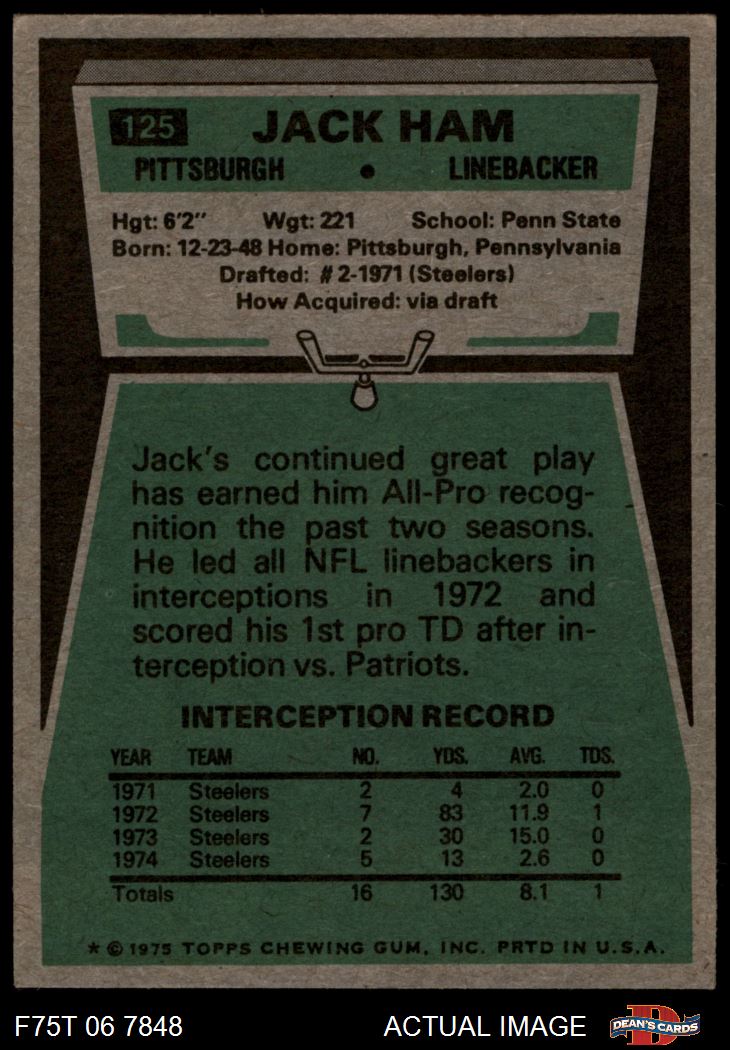 125 JACK HAM
PITTSBURGH • LINEBACKER
Hgt: 6'2" Wgt: 221 School: Penn State
Born: 12-23-48 Home: Pittsburgh, Pennsylvania
Drafted: #2-1971 (Steelers)
How Acquired: via draft
Jack's continued great play
has earned him All-Pro recog-
nition the past two seasons.
He led all NFL linebackers in
interceptions in 1972 and
scored his 1st pro TD after in-
terception vs. Patriots.
INTERCEPTION RECORD
YEAR TEAM NO. YDS. AVG. TDS.
1971 Steelers 2 4 2.0 0
1972 Steelers 7 83 11.9 1
1973 Steelers 2 30 15.0 0
1974 Steelers 5 13 2.6 0
Totals 16 130 8.1 1
* © 1975 TOPPS CHEWING GUM, INC. PRTD IN U.S.A.
F75T 06 7848 ACTUAL IMAGE D DEAN'S CARDS